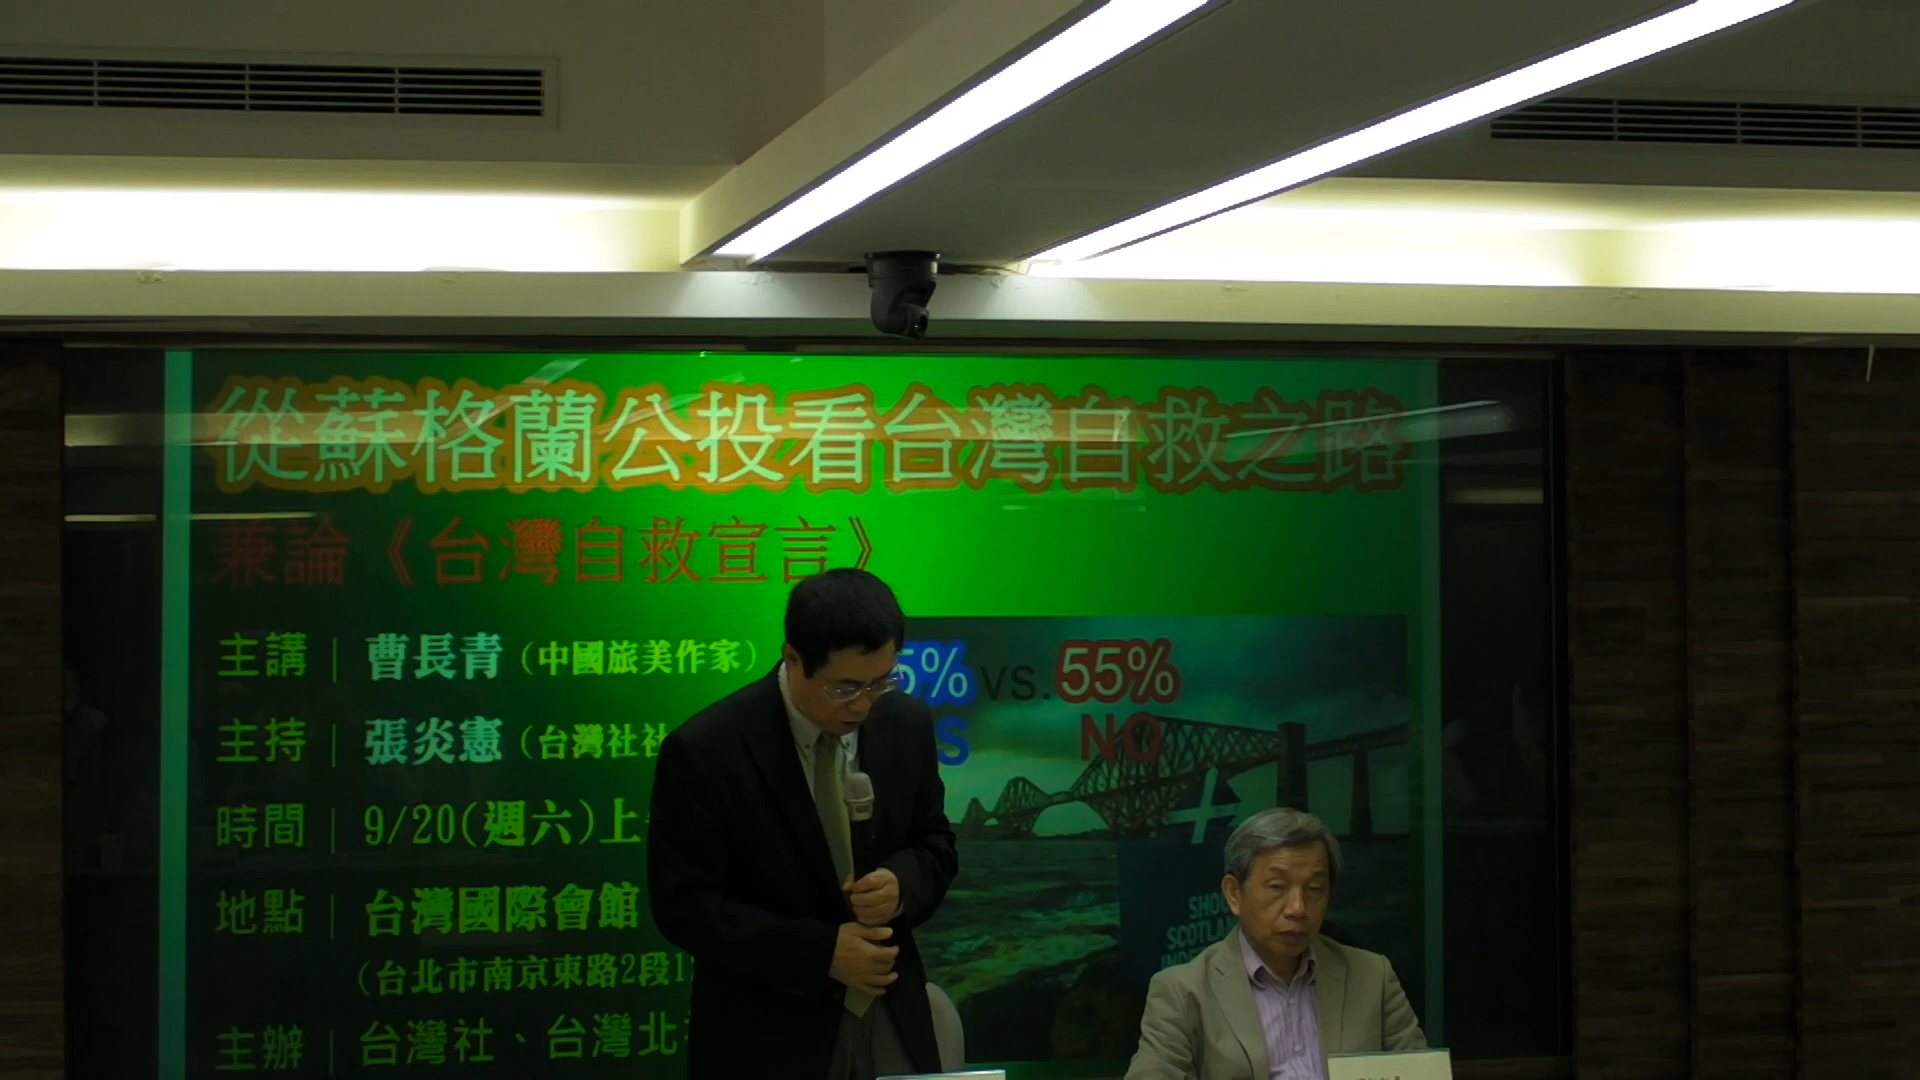 從蘇格蘭公投看台灣自救之路
兼論《台灣自救宣言》
主講｜曹長青（中國旅美作家）
主持｜張炎憲（台灣社社
時間｜9/20(週六)上
地點｜台灣國際會館
（台北市南京東路2段1
主辦｜台灣社、台灣北
5% VS. 55%
S NO
SHO
SCOTLA
INDE